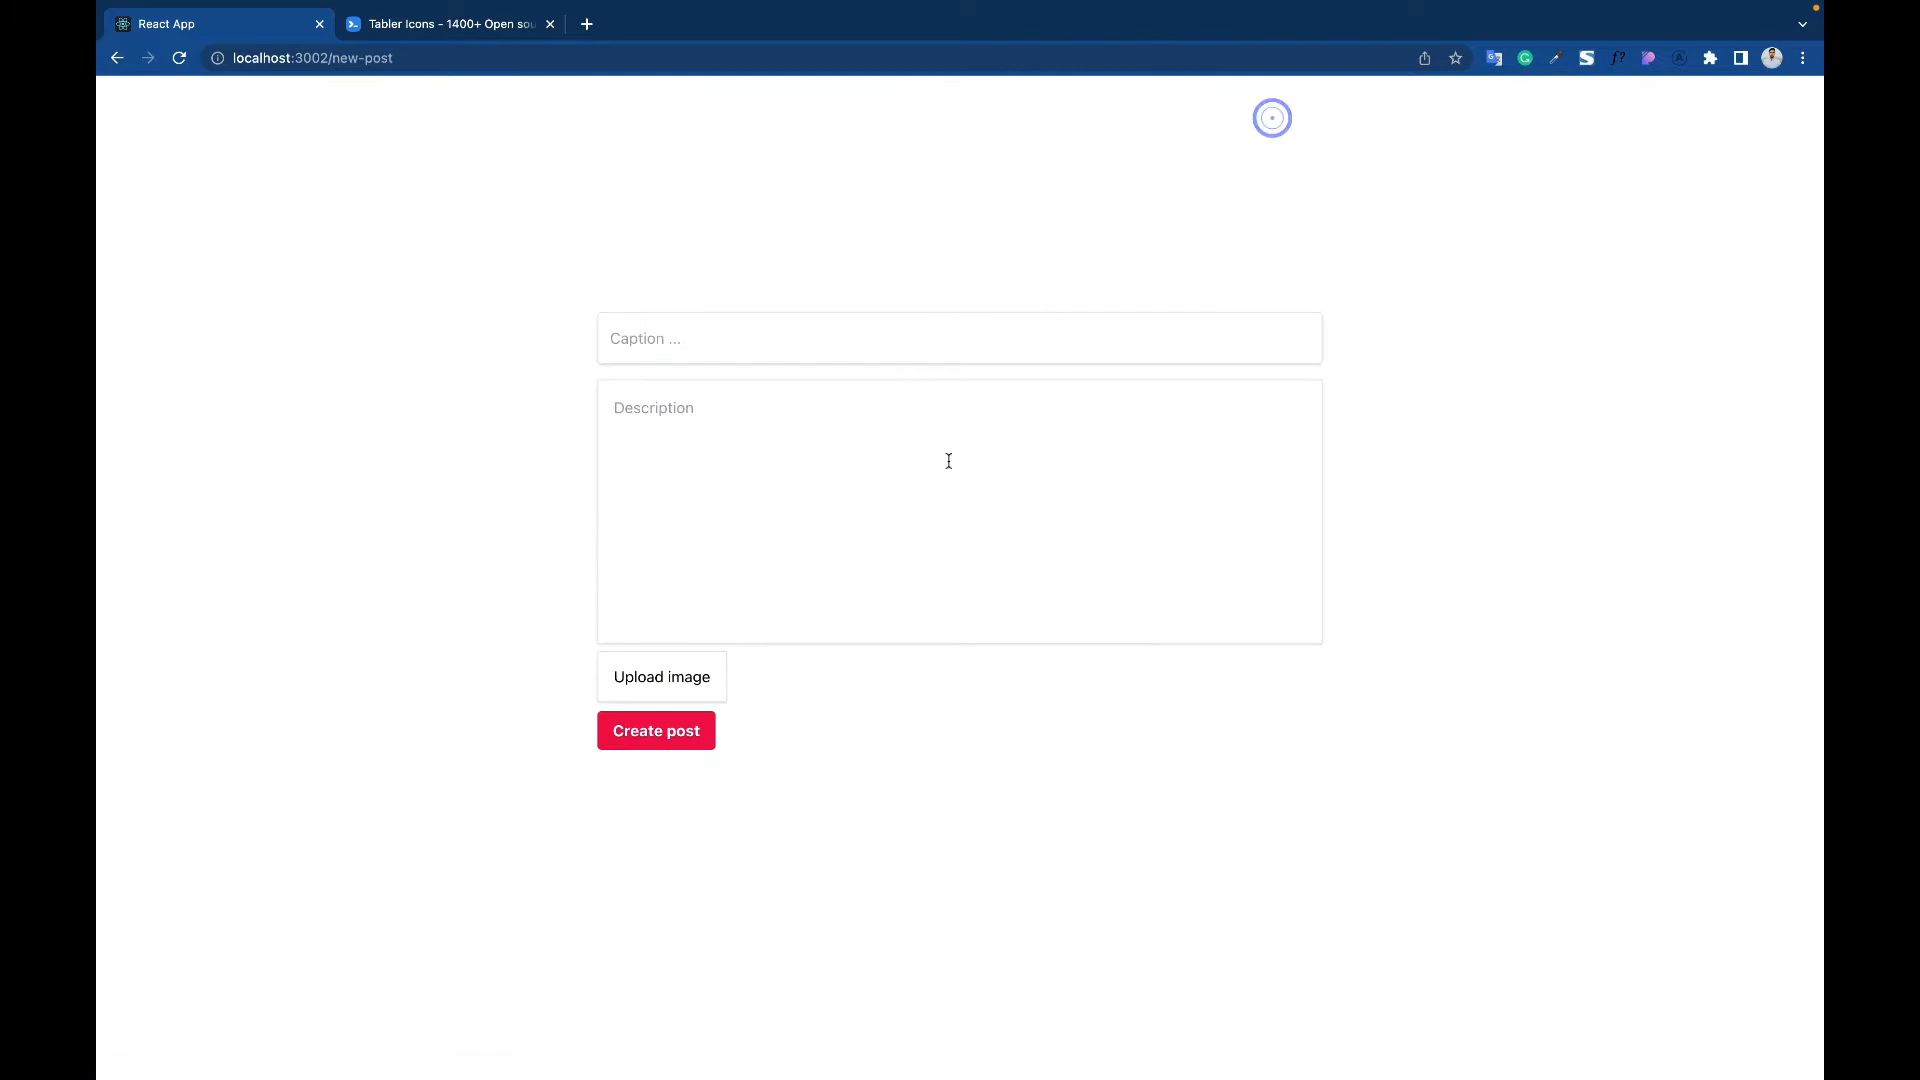 React App
Tabler Icons - 1400+ Open sou
localhost:3002/new-post
Caption ...
Description
Upload image
Create post